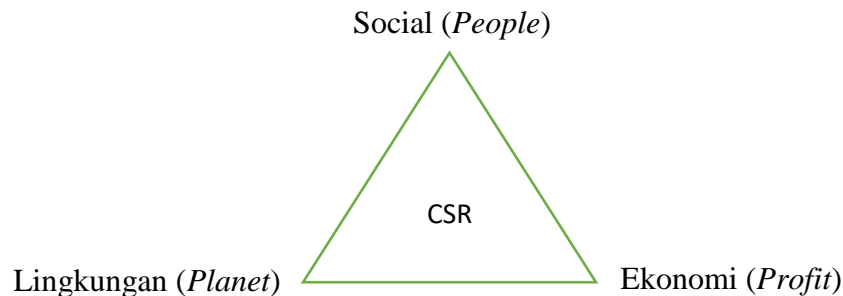 Social (People)
CSR
Lingkungan (Planet)
Ekonomi (Profit)